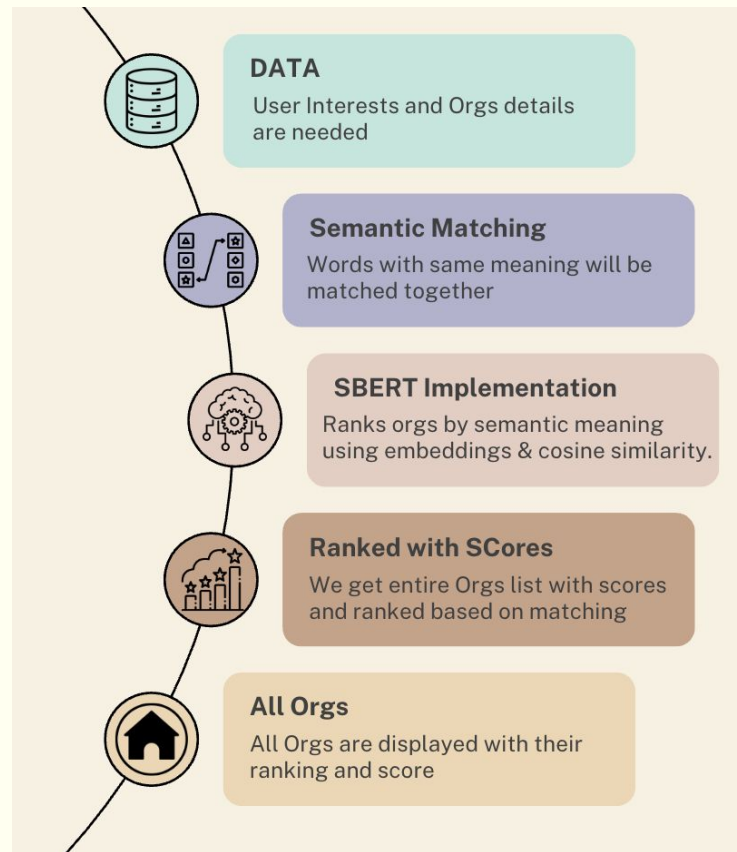 DATA
User Interests and Orgs details
are needed
Semantic Matching
Words with same meaning will be
matched together
SBERT Implementation
Ranks orgs by semantic meaning
using embeddings & cosine similarity.
Ranked with SCores
We get entire Orgs list with scores
and ranked based on matching
All Orgs
All Orgs are displayed with their
ranking and score